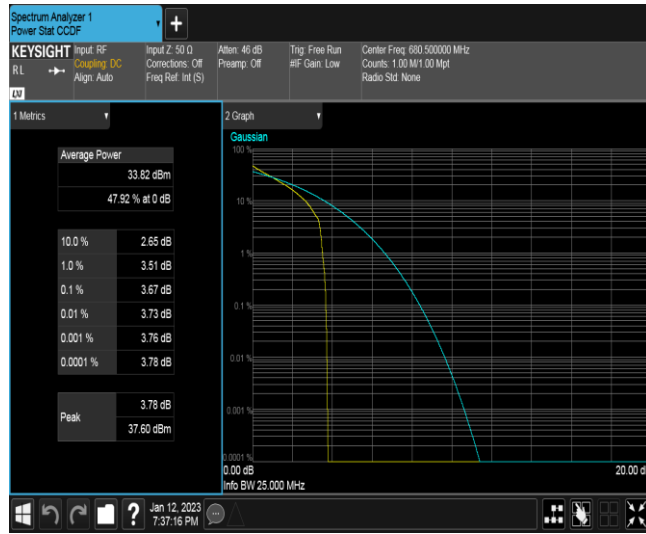 Spectrum Analyzer 1
Power Stat CCDF
KEYSIGHT
RL
LXI
Input: RF
Coupling: DC
Align: Auto
Input Z: 50 Ω
Corrections: Off
Freq Ref: Int (S)
Atten: 46 dB
Preamp: Off
Trig: Free Run
#IF Gain: Low
Center Freq: 680.500000 MHz
Counts: 1.00 M/1.00 Mpt
Radio Std: None
1 Metrics
Average Power
33.82 dBm
47.92 % at 0 dB
10.0 % 2.65 dB
1.0 % 3.51 dB
0.1 % 3.67 dB
0.01 % 3.73 dB
0.001 % 3.76 dB
0.0001 % 3.78 dB
Peak
3.78 dB
37.60 dBm
2 Graph
Gaussian
100 %
10 %
1 %
0.1 %
0.01 %
0.001 %
0.0001 %
0.00 dB 20.00 d
Info BW 25.000 MHz
?
Jan 12, 2023
7:37:16 PM